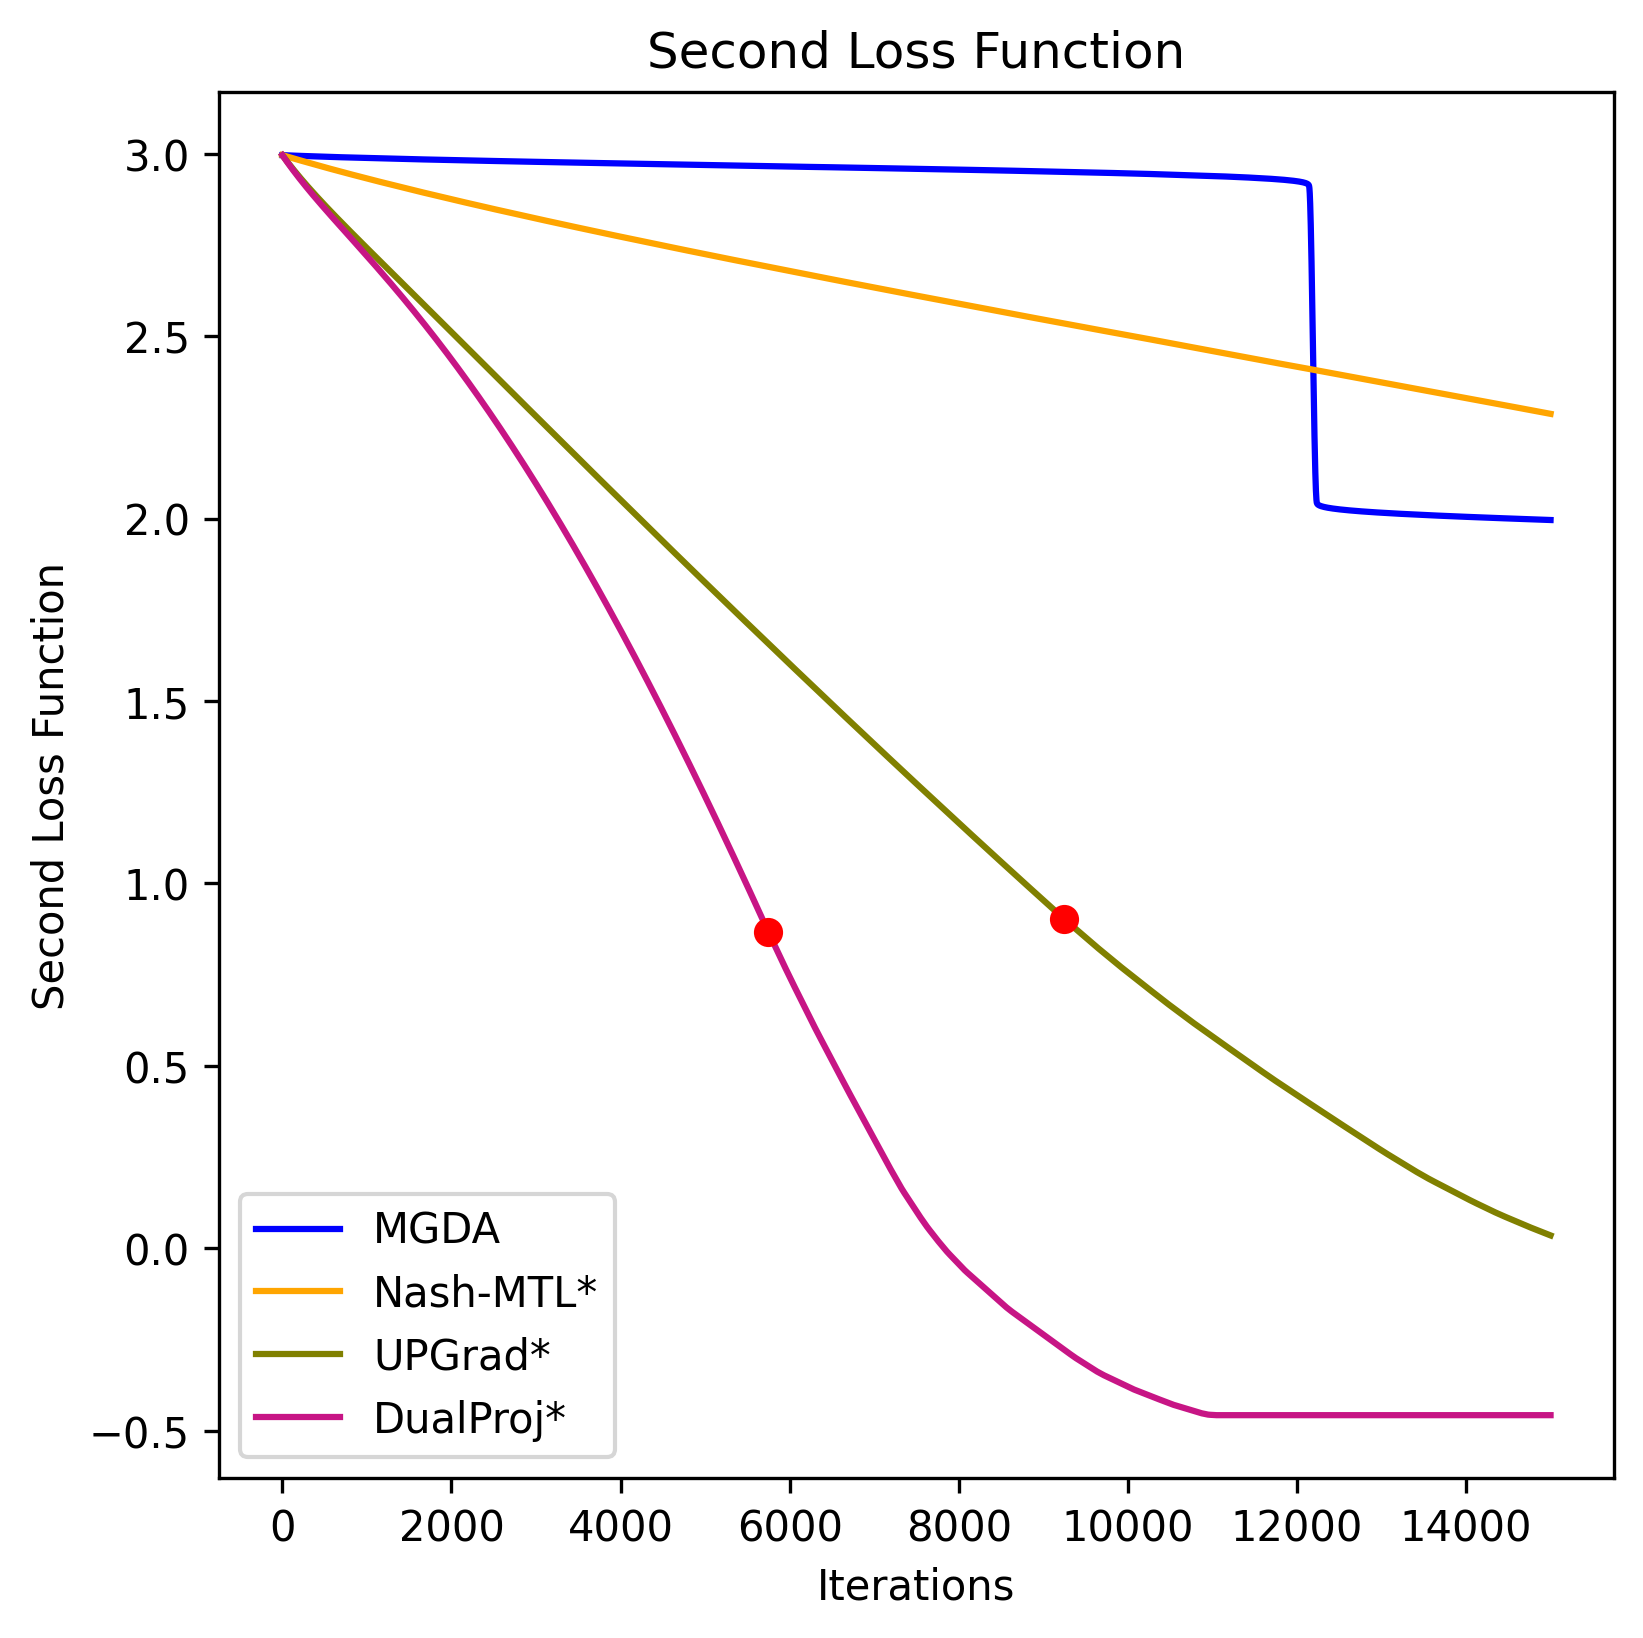 Second Loss Function
Second Loss Function
3.0
2.5
2.0
1.5
1.0
0.5
0.0
−0.5
MGDA
Nash-MTL*
UPGrad*
DualProj*
0 2000 4000 6000 8000 10000 12000 14000
Iterations